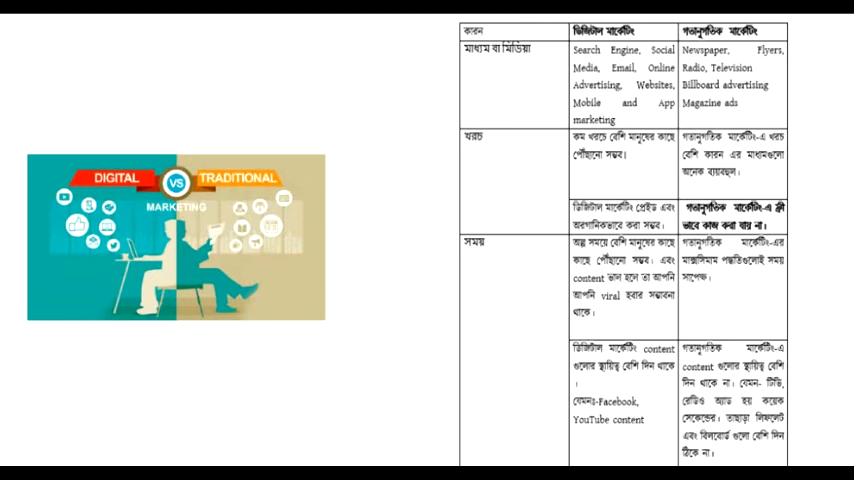 DIGITAL
VS
TRADITIONAL
MARKETING
কারন
ডিজিটাল মার্কেটিং
গতানুগতিক মার্কেটিং
মাধ্যম বা মিডিয়া
Search Engine, Social
Media, Email, Online
Advertising, Websites,
Mobile and App
marketing
Newspaper, Flyers,
Radio, Television
Billboard advertising
Magazine ads
খরচ
কম খরচে বেশি মানুষের কাছে
পৌঁছানো সম্ভব।
গতানুগতিক মার্কেটিং-এ খরচ
বেশি কারন এর মাধ্যমগুলো
অনেক ব্যয়বহুল।
ডিজিটাল মার্কেটিং প্রেইড এবং
অরগানিকভাবে করা সম্ভব।
গতানুগতিক মার্কেটিং-এ ফ্রী
ভাবে কাজ করা যায় না।
সময়
অল্প সময়ে বেশি মানুষের কাছে
কাছে পৌঁছানো সম্ভব। এবং
content ভাল হলে তা আপনি
আপনি viral হবার সম্ভাবনা
থাকে।
গতানুগতিক মার্কেটিং-এর
ম্যাক্সিমাম পদ্ধতিগুলোই সময়
সাপেক্ষ।
ডিজিটাল মার্কেটিং content
গুলোর স্থায়িত্ব বেশি দিন থাকে
।
যেমনঃ-Facebook,
YouTube content
গতানুগতিক মার্কেটিং-এ
content গুলোর স্থায়িত্ব বেশি
দিন থাকে না। যেমন- টিভি,
রেডিও অ্যাড হয় কয়েক
সেকেন্ডের। তাছাড়া লিফলেট
এবং বিলবোর্ড গুলো বেশি দিন
টিকে না।